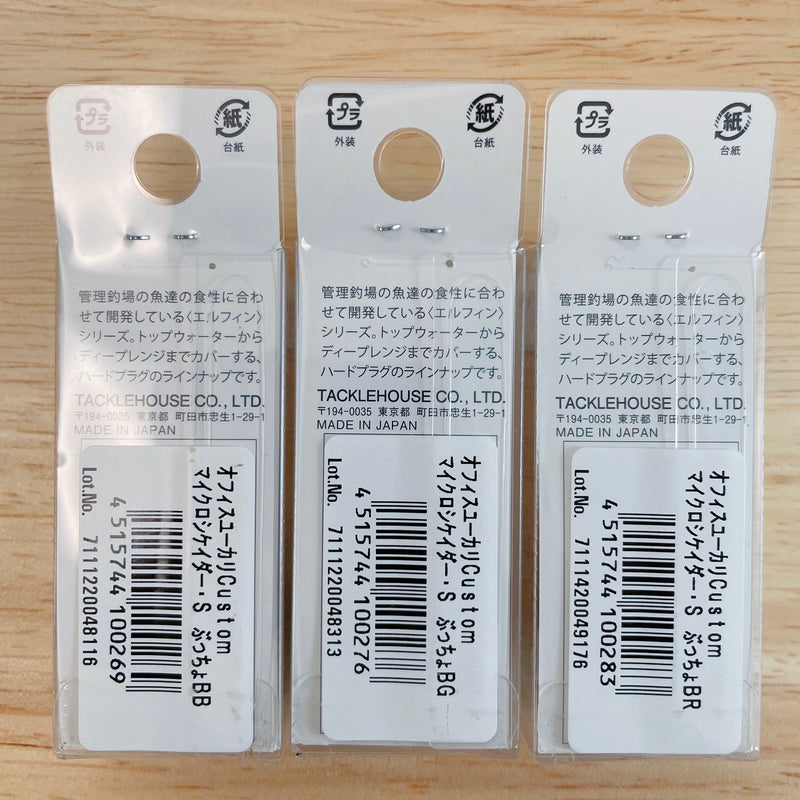 プラ
外装
紙
台紙
管理釣場の魚達の食性に合わ
せて開発している〈エルフィン〉
シリーズ。トップウォーターから
ディープレンジまでカバーする、
ハードプラグのラインナップです。
TACKLEHOUSE CO., LTD.
〒194-0035 東京都 町田市忠生1-29-1
MADE IN JAPAN
オフィスユーカリCustom
マイクロシケイダー・S ぶっちょBB
4 515744 100269
Lot.No. 7111220048116
プラ
外装
紙
台紙
管理釣場の魚達の食性に合わ
せて開発している〈エルフィン〉
シリーズ。トップウォーターから
ディープレンジまでカバーする、
ハードプラグのラインナップです。
TACKLEHOUSE CO., LTD.
〒194-0035 東京都 町田市忠生1-29-1
MADE IN JAPAN
オフィスユーカリCustom
マイクロシケイダー・S ぶっちょBG
4 515744 100276
Lot.No. 7111220048313
プラ
外装
紙
台紙
管理釣場の魚達の食性に合わ
せて開発している〈エルフィン〉
シリーズ。トップウォーターから
ディープレンジまでカバーする、
ハードプラグのラインナップです。
TACKLEHOUSE CO., LTD.
〒194-0035 東京都 町田市忠生1-29-1
MADE IN JAPAN
オフィスユーカリCustom
マイクロシケイダー・S ぶっちょBR
4 515744 100283
Lot.No. 7111420049176